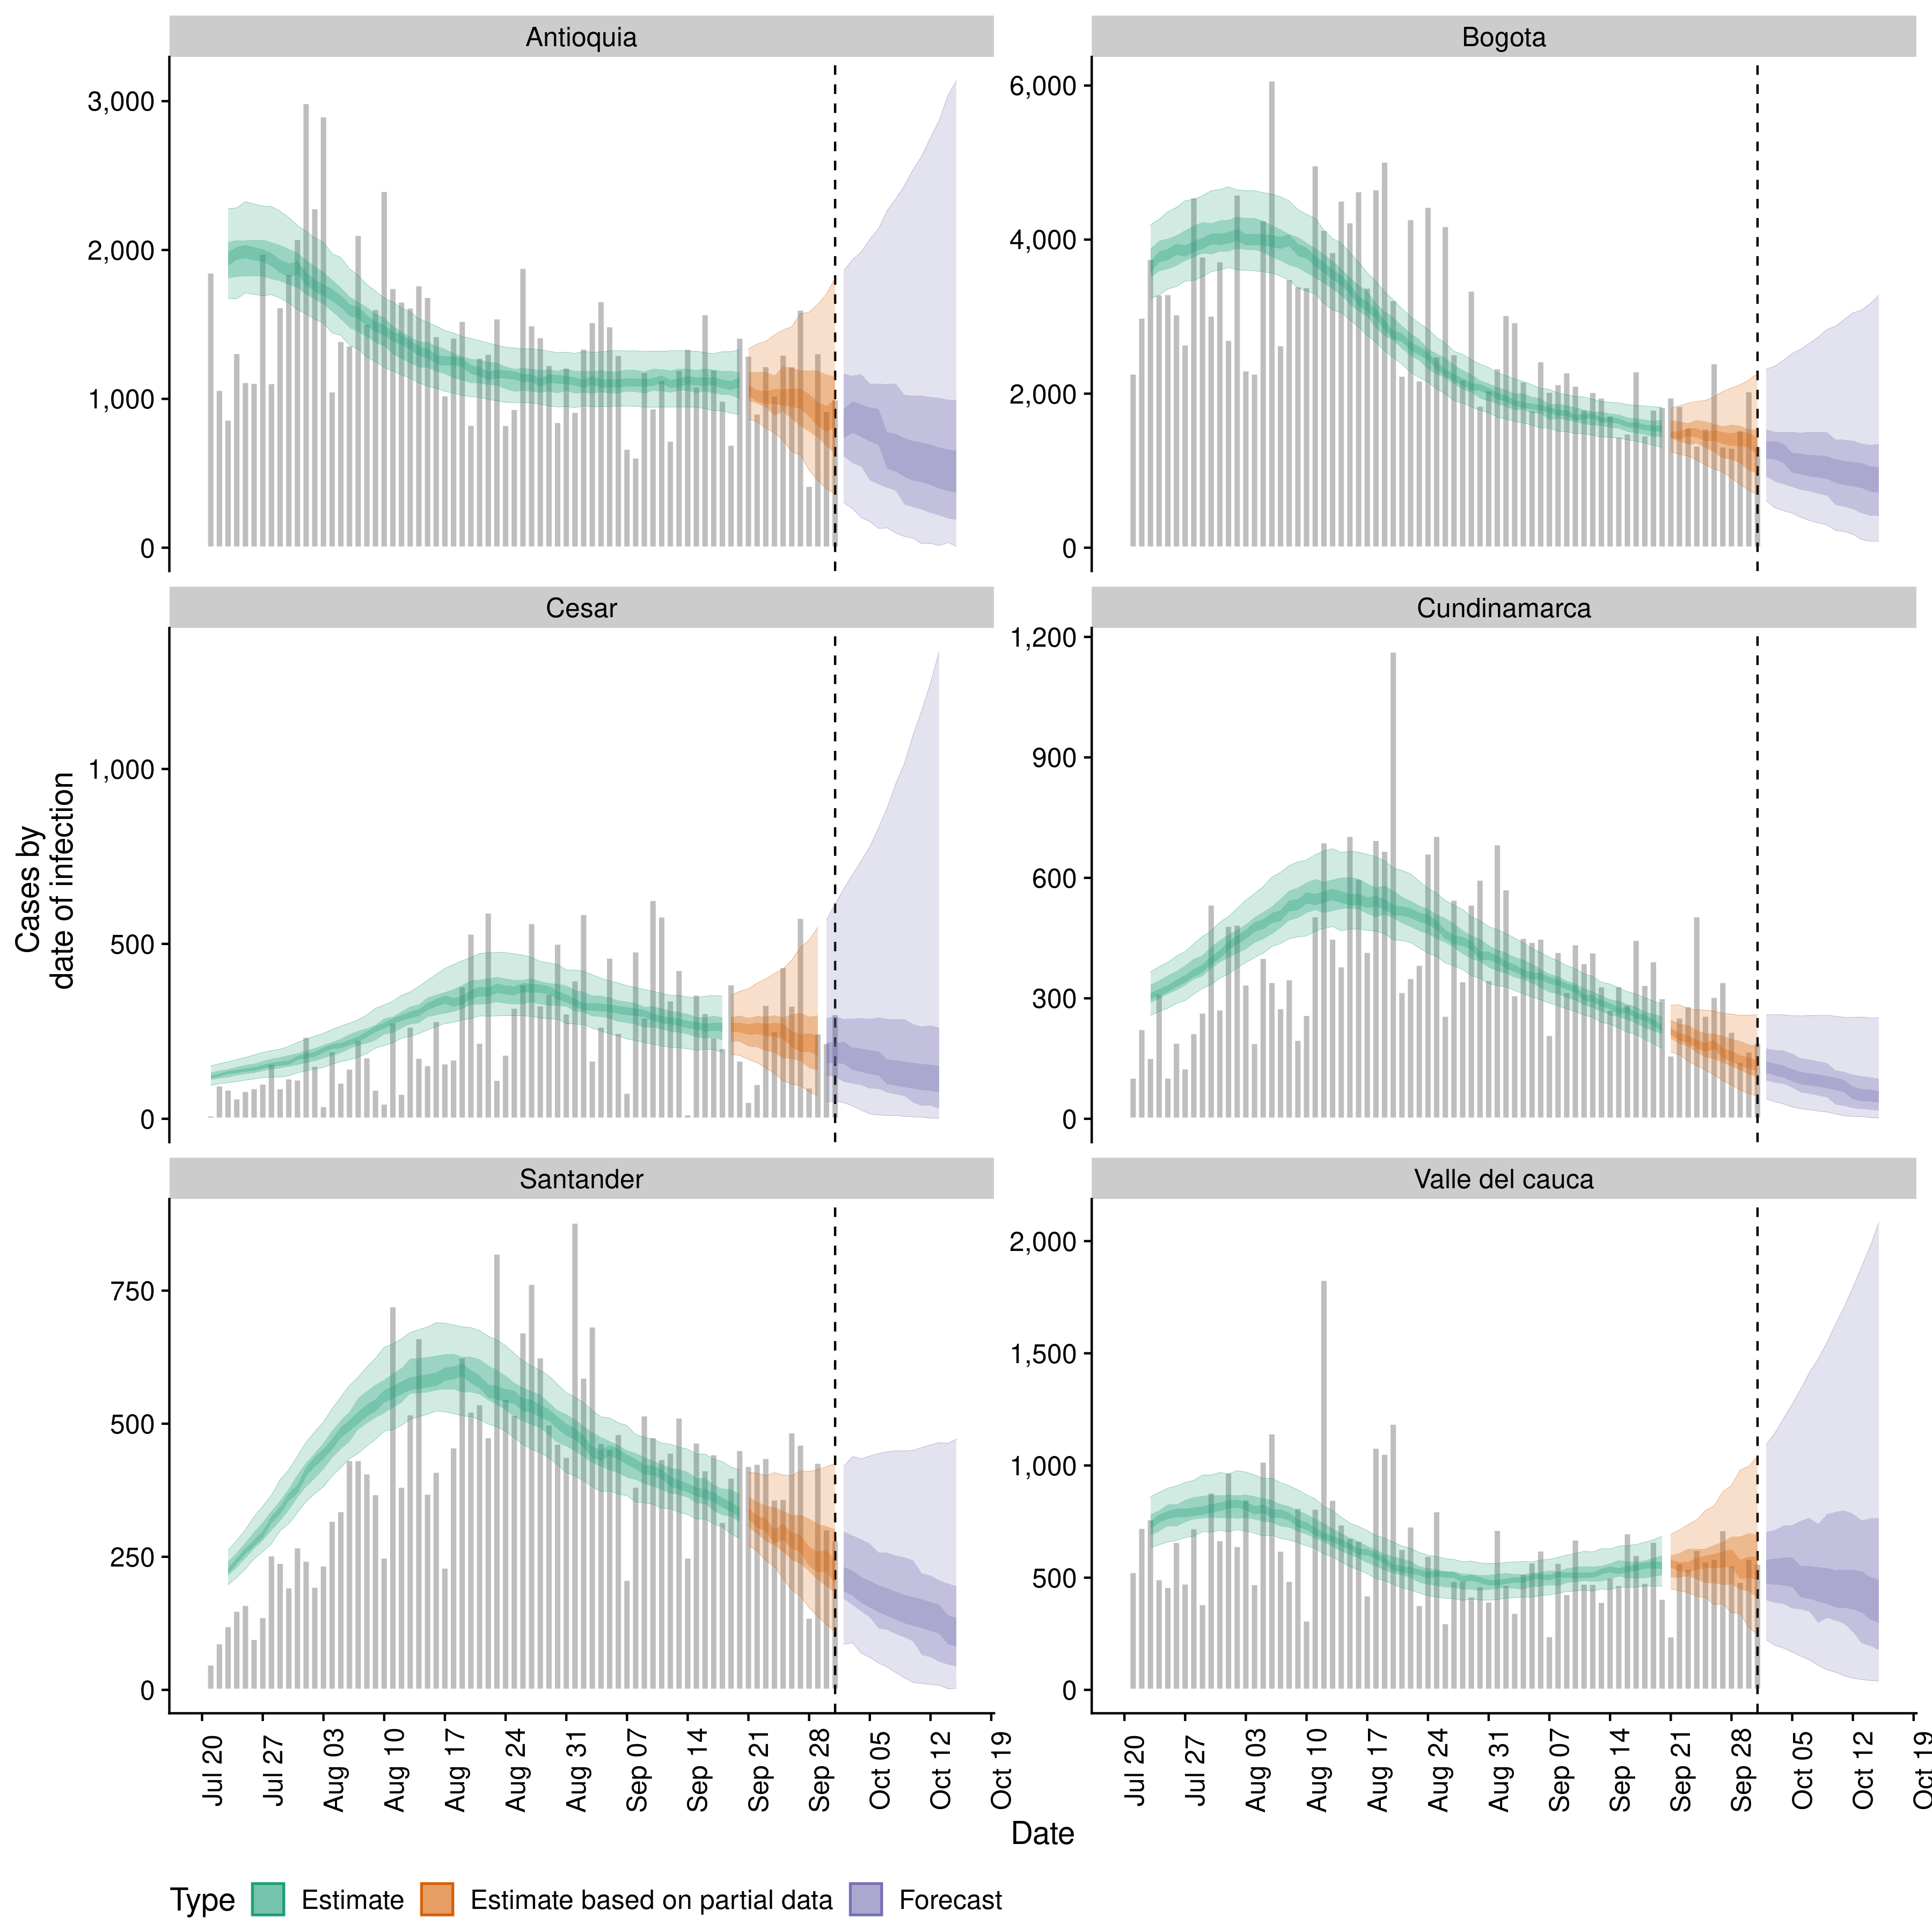 Antioquia
Bogota
3,000
2,000
1,000
0
6,000
4,000
2,000
0
Cesar
Cundinamarca
1,000
500
0
1,200
900
600
300
0
Cases by
date of infection
Santander
Valle del cauca
750
500
250
0
2,000
1,500
1,000
500
0
Jul 20 Jul 27 Aug 03 Aug 10 Aug 17 Aug 24 Aug 31 Sep 07 Sep 14 Sep 21 Sep 28 Oct 05 Oct 12 Oct 19
Jul 20 Jul 27 Aug 03 Aug 10 Aug 17 Aug 24 Aug 31 Sep 07 Sep 14 Sep 21 Sep 28 Oct 05 Oct 12 Oct 19
Date
Type Estimate Estimate based on partial data Forecast